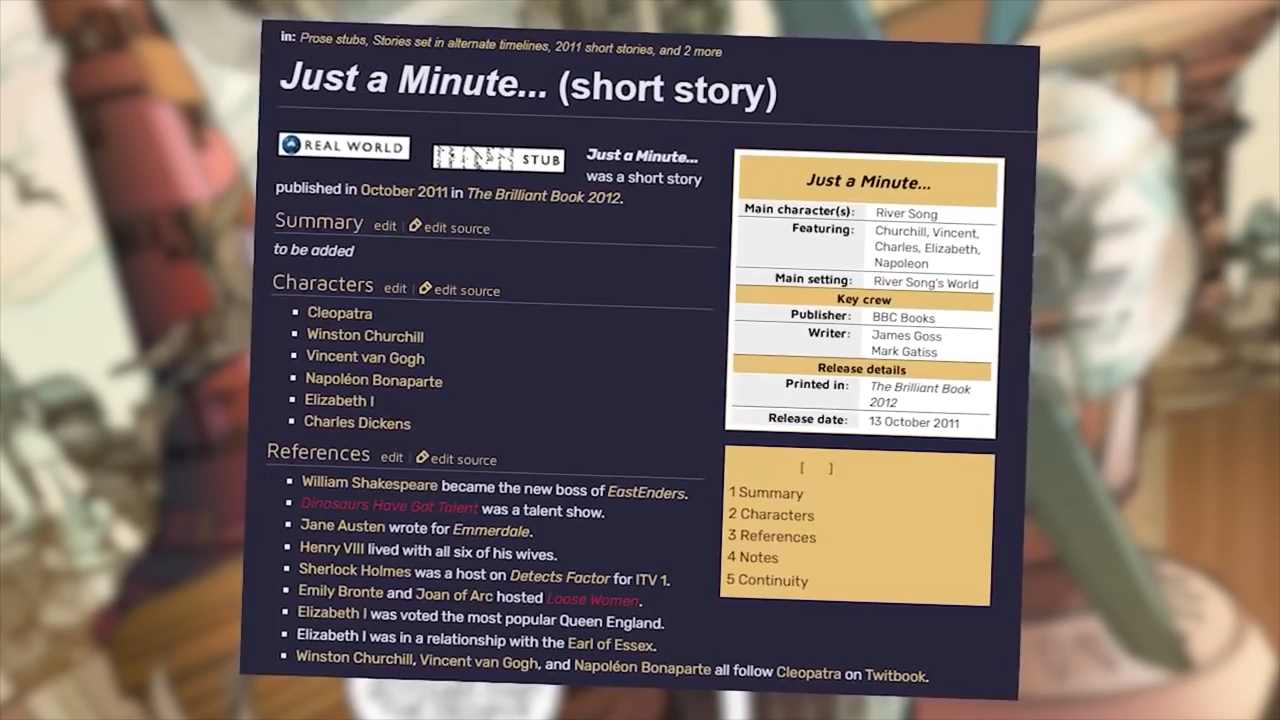 in: Prose stubs, Stories set in alternate timelines, 2011 short stories, and 2 more
Just a Minute... (short story)
REAL WORLD
STUB
Just a Minute...
was a short story
published in October 2011 in The Brilliant Book 2012.
Summary edit | edit source
to be added
Characters edit | edit source
Cleopatra
Winston Churchill
Vincent van Gogh
Napoléon Bonaparte
Elizabeth I
Charles Dickens
References edit | edit source
William Shakespeare became the new boss of EastEnders.
Dinosaurs Have Got Talent was a talent show.
Jane Austen wrote for Emmerdale.
Henry VIII lived with all six of his wives.
Sherlock Holmes was a host on Detects Factor for ITV 1.
Emily Bronte and Joan of Arc hosted Loose Women.
Elizabeth I was voted the most popular Queen England.
Elizabeth I was in a relationship with the Earl of Essex.
Winston Churchill, Vincent van Gogh, and Napoléon Bonaparte all follow Cleopatra on Twitbook.
Just a Minute...
Main character(s): River Song
Featuring: Churchill, Vincent,
Charles, Elizabeth,
Napoleon
Main setting: River Song's World
Key crew
Publisher: BBC Books
Writer: James Goss
Mark Gatiss
Release details
Printed in: The Brilliant Book
2012
Release date: 13 October 2011
[ ]
1 Summary
2 Characters
3 References
4 Notes
5 Continuity